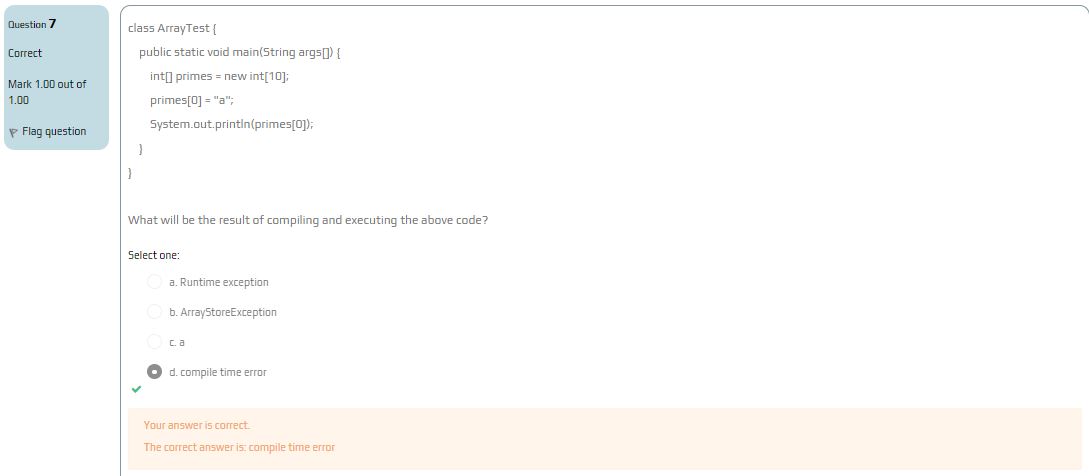 Question 7
Correct
Mark 1.00 out of
1.00
Flag question
class ArrayTest {
public static void main(String args[]) {
int[] primes = new int[10];
primes[0] = "a";
System.out.println(primes[0]);
}
}
What will be the result of compiling and executing the above code?
Select one:
a. Runtime exception
b. ArrayStoreException
c. a
d. compile time error
Your answer is correct.
The correct answer is: compile time error